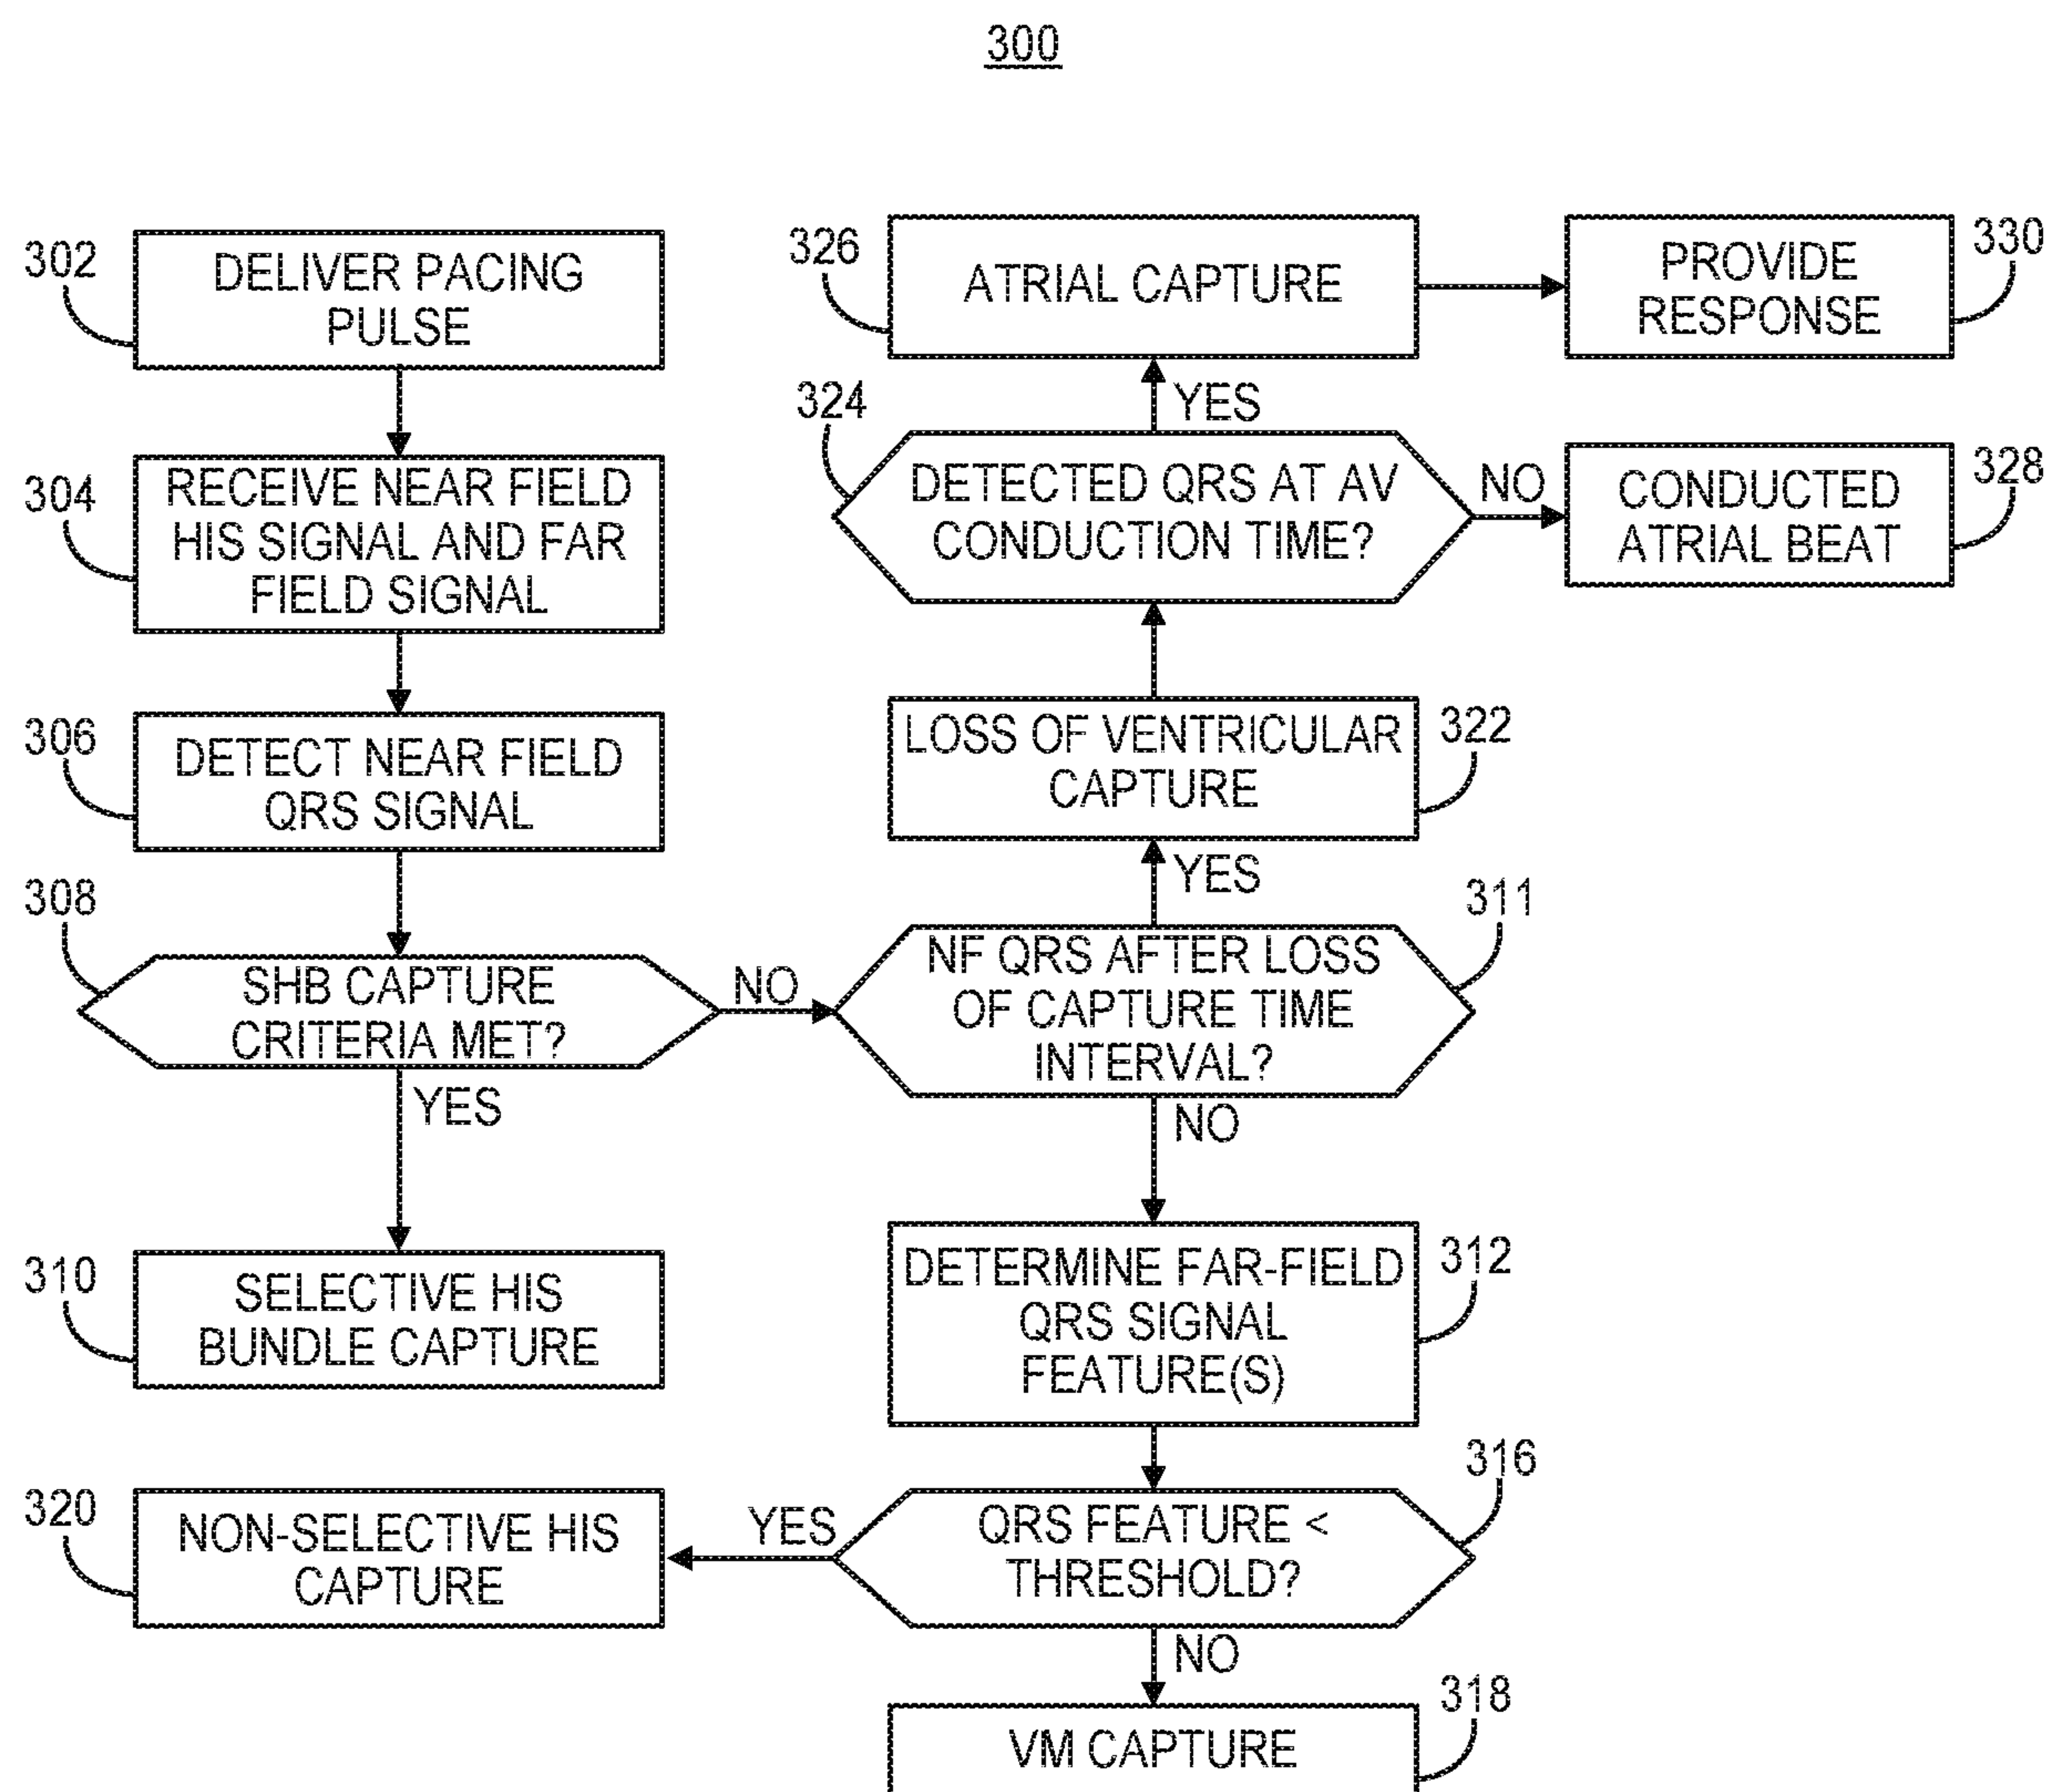 300
302
DELIVER PACING
PULSE
304
RECEIVE NEAR FIELD
HIS SIGNAL AND FAR
FIELD SIGNAL
306
DETECT NEAR FIELD
QRS SIGNAL
308
SHB CAPTURE
CRITERIA MET?
NO
YES
310
SELECTIVE HIS
BUNDLE CAPTURE
326
ATRIAL CAPTURE
330
PROVIDE
RESPONSE
YES
324
DETECTED QRS AT AV
CONDUCTION TIME?
NO
328
CONDUCTED
ATRIAL BEAT
322
LOSS OF VENTRICULAR
CAPTURE
YES
311
NF QRS AFTER LOSS
OF CAPTURE TIME
INTERVAL?
NO
312
DETERMINE FAR-FIELD
QRS SIGNAL
FEATURE(S)
316
QRS FEATURE <
THRESHOLD?
YES
320
NON-SELECTIVE HIS
CAPTURE
NO
318
VM CAPTURE